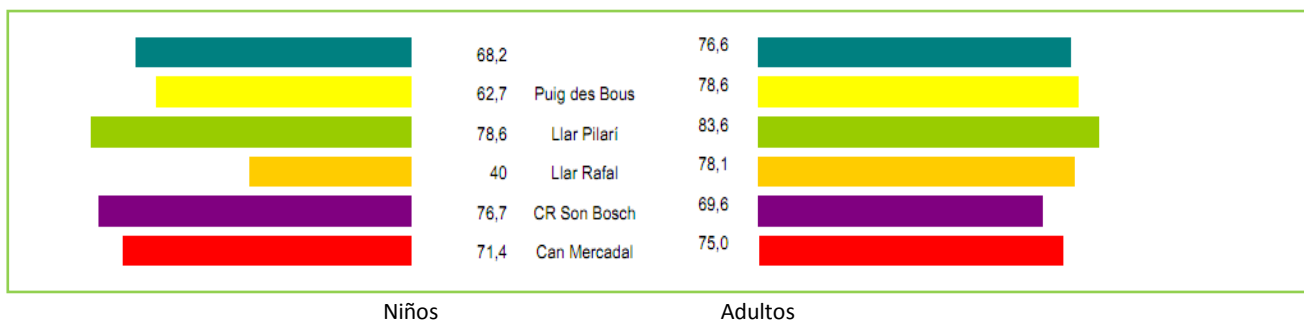 68,2 76,6
62,7 Puig des Bous 78,6
78,6 Llar Pilarí 83,6
40 Llar Rafal 78,1
76,7 CR Son Bosch 69,6
71,4 Can Mercadal 75,0
Niños Adultos